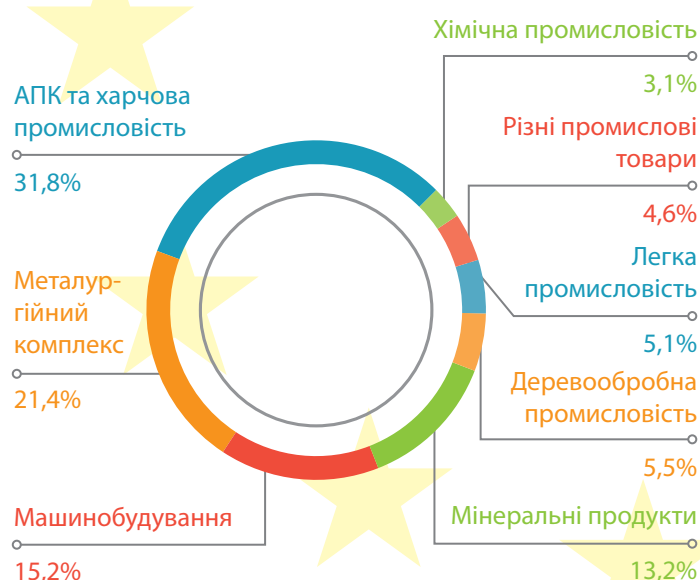 Хімічна промисловість
3,1%
АПК та харчова
промисловість
31,8%
Різні промислові
товари
4,6%
Легка
промисловість
5,1%
Металур-
гійний
комплекс
21,4%
Деревообробна
промисловість
5,5%
Машинобудування
15,2%
Мінеральні продукти
13,2%